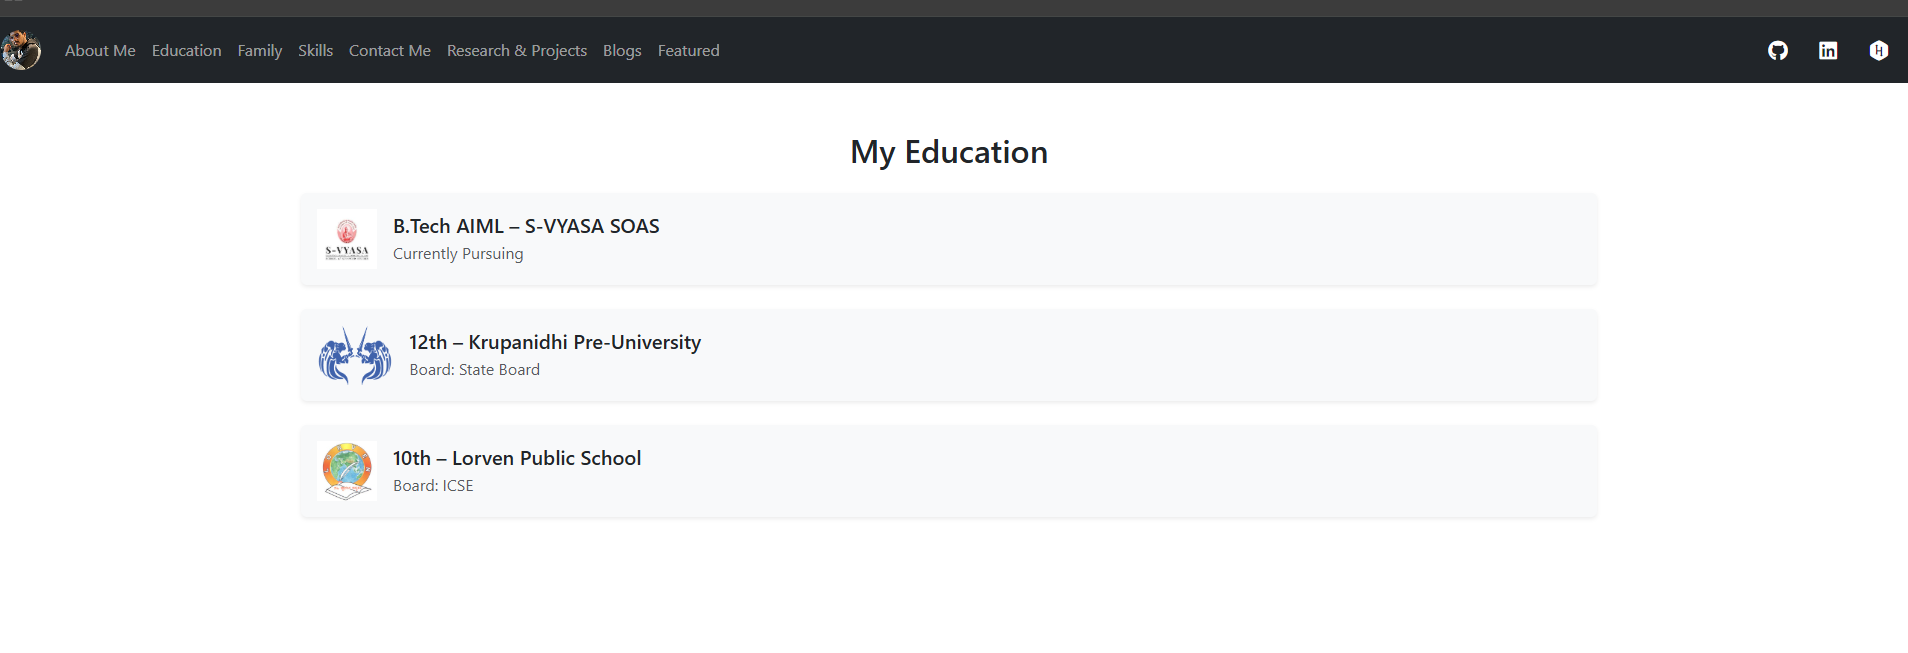 About Me Education Family Skills Contact Me Research & Projects Blogs Featured
in
H
My Education
S-VYASA
B.Tech AIML – S-VYASA SOAS
Currently Pursuing
12th – Krupanidhi Pre-University
Board: State Board
10th – Lorven Public School
Board: ICSE